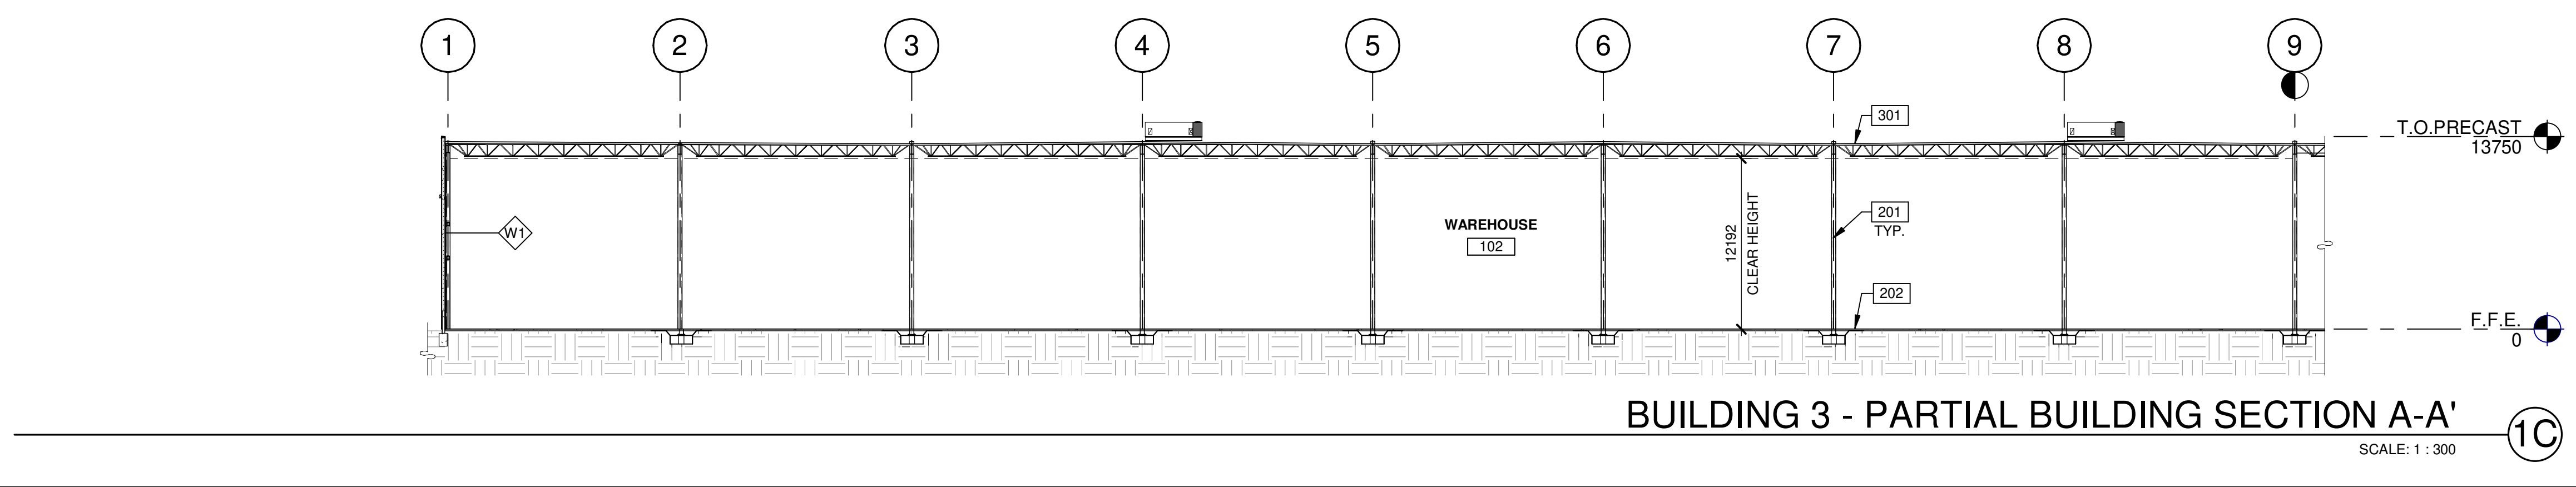 1 2 3 4 5 6 7 8 9
301
T.O.PRECAST
13750
201
TYP.
W1
WAREHOUSE
102
12192
CLEAR HEIGHT
202
F.F.E.
0
BUILDING 3 - PARTIAL BUILDING SECTION A-A'
1C
SCALE: 1 : 300